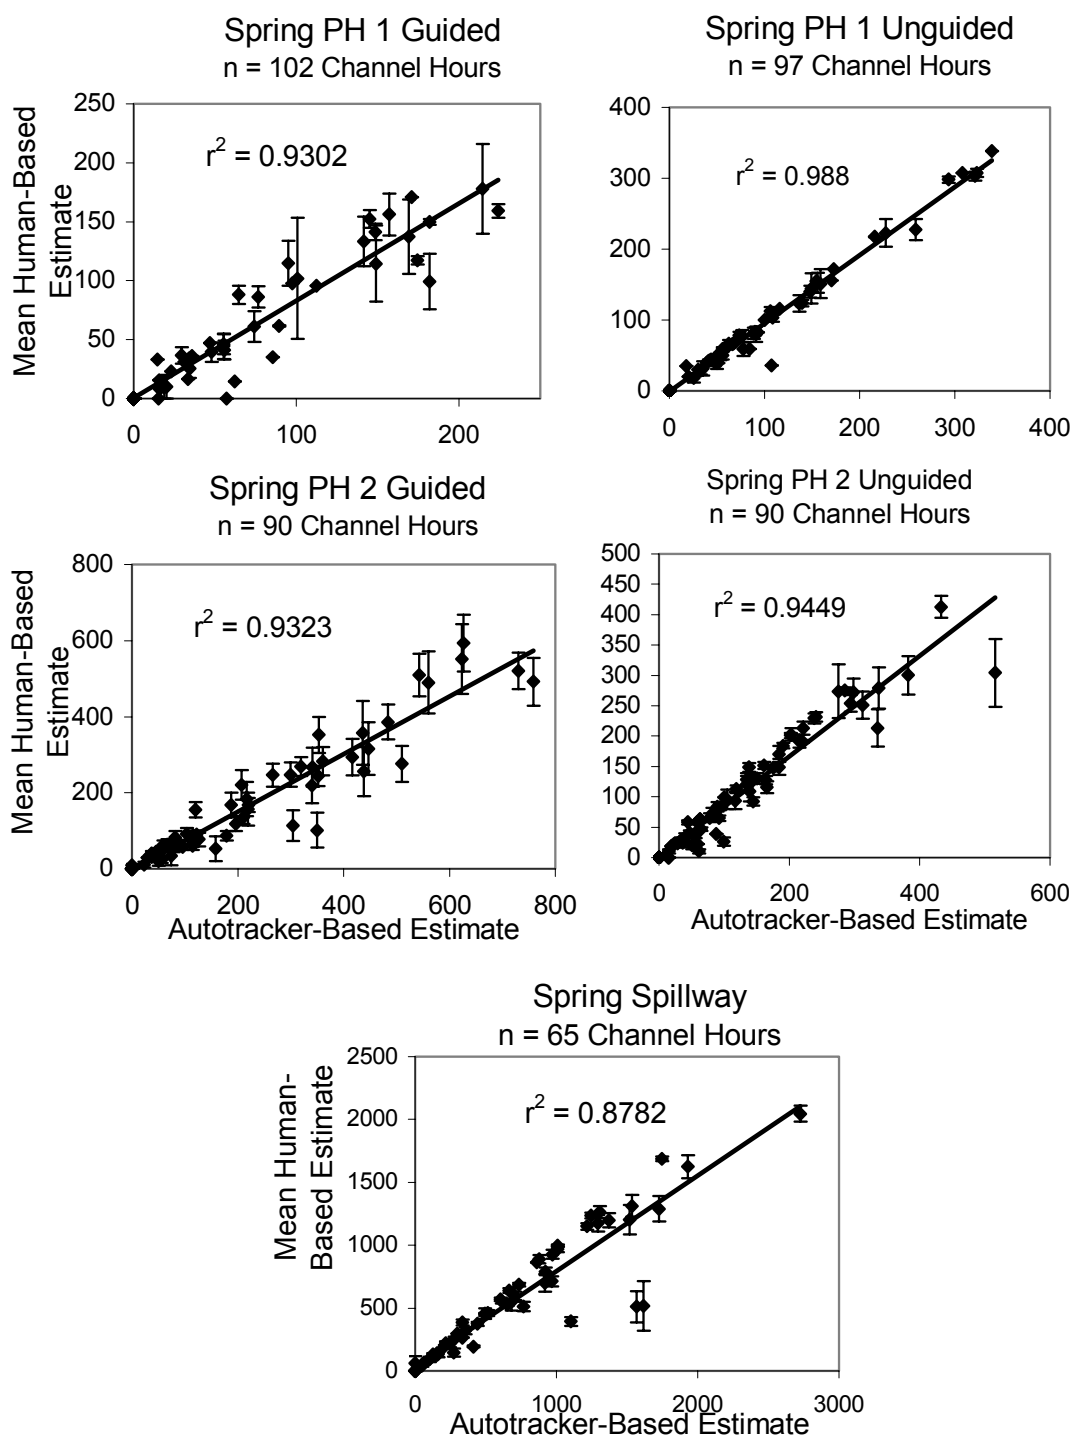 Spring PH 1 Guided
n = 102 Channel Hours
Mean Human-Based
Estimate
250
200
150
100
50
0
r² = 0.9302
0 100 200
Spring PH 1 Unguided
n = 97 Channel Hours
400
300
200
100
0
r² = 0.988
0 100 200 300 400
Spring PH 2 Guided
n = 90 Channel Hours
Mean Human-Based
Estimate
800
600
400
200
0
r² = 0.9323
0 200 400 600 800
Autotracker-Based Estimate
Spring PH 2 Unguided
n = 90 Channel Hours
500
450
400
350
300
250
200
150
100
50
0
r² = 0.9449
0 200 400 600
Autotracker-Based Estimate
Spring Spillway
n = 65 Channel Hours
Mean Human-
Based Estimate
2500
2000
1500
1000
500
0
r² = 0.8782
0 1000 2000 3000
Autotracker-Based Estimate